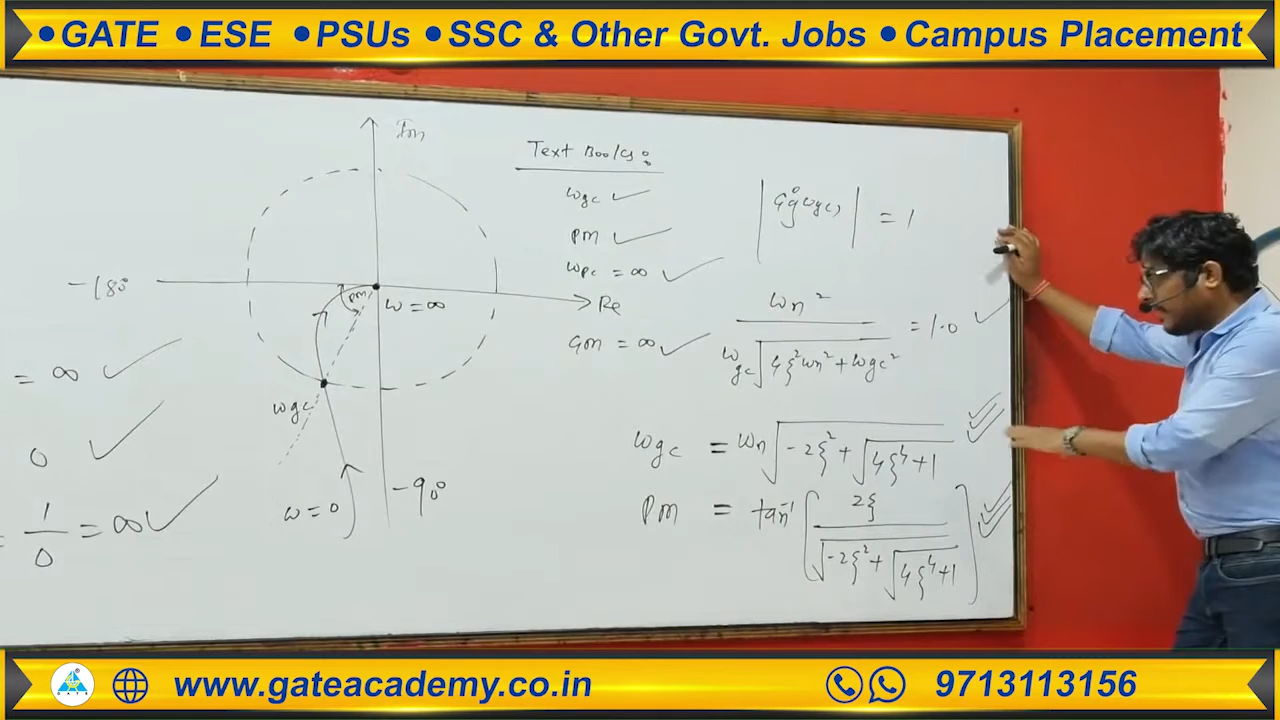 •GATE •ESE •PSUs •SSC & Other Govt. Jobs •Campus Placement
Im
-180°
Re
PM
ω=∞
ωgc
ω=0
-90°
= ∞ ✓
0 ✓
= 1/0 = ∞ ✓
Text Books:
ωgc ✓
PM ✓
ωpc = ∞ ✓
GM = ∞ ✓
|G(jωgc)| = 1
ωn² / ωgc√(4ξ²ωn² + ωgc²) = 1.0 ✓
ωgc = ωn√(-2ξ² + √(4ξ⁴+1))
PM = tan⁻¹[2ξ / √(-2ξ² + √(4ξ⁴+1))]
GATE
www.gateacademy.co.in
9713113156